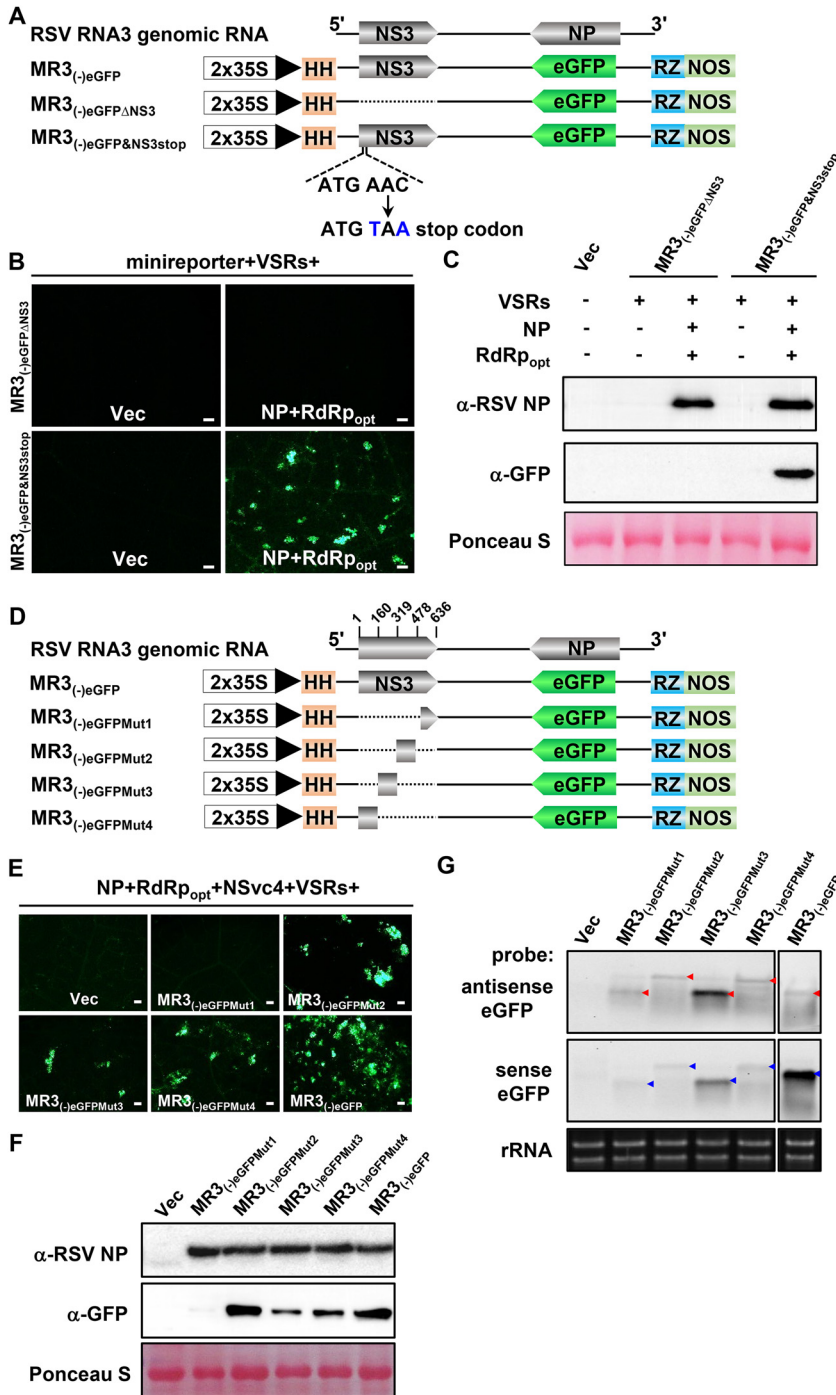 A
5' 3'
RSV RNA3 genomic RNA NS3 NP
MR3(-)eGFP 2x35S HH NS3 eGFP RZ NOS
MR3(-)eGFPΔNS3 2x35S HH eGFP RZ NOS
MR3(-)eGFP&NS3stop 2x35S HH NS3 eGFP RZ NOS
ATG AAC
ATG TAA stop codon
B
minireporter+VSRs+
MR3(-)eGFPΔNS3
Vec NP+RdRpopt
MR3(-)eGFP&NS3stop
Vec NP+RdRpopt
C
Vec MR3(-)eGFPΔNS3 MR3(-)eGFP&NS3stop
VSRs - + + + +
NP - - + - +
RdRpopt - - + - +
α-RSV NP
α-GFP
Ponceau S
D
1 160 319 478 636
5' 3'
RSV RNA3 genomic RNA NP
MR3(-)eGFP 2x35S HH NS3 eGFP RZ NOS
MR3(-)eGFPMut1 2x35S HH eGFP RZ NOS
MR3(-)eGFPMut2 2x35S HH eGFP RZ NOS
MR3(-)eGFPMut3 2x35S HH eGFP RZ NOS
MR3(-)eGFPMut4 2x35S HH eGFP RZ NOS
E
NP+RdRpopt+NSvc4+VSRs+
Vec MR3(-)eGFPMut1 MR3(-)eGFPMut2
MR3(-)eGFPMut3 MR3(-)eGFPMut4 MR3(-)eGFP
F
Vec MR3(-)eGFPMut1 MR3(-)eGFPMut2 MR3(-)eGFPMut3 MR3(-)eGFPMut4 MR3(-)eGFP
α-RSV NP
α-GFP
Ponceau S
G
Vec MR3(-)eGFPMut1 MR3(-)eGFPMut2 MR3(-)eGFPMut3 MR3(-)eGFPMut4 MR3(-)eGFP
probe:
antisense
eGFP
sense
eGFP
rRNA